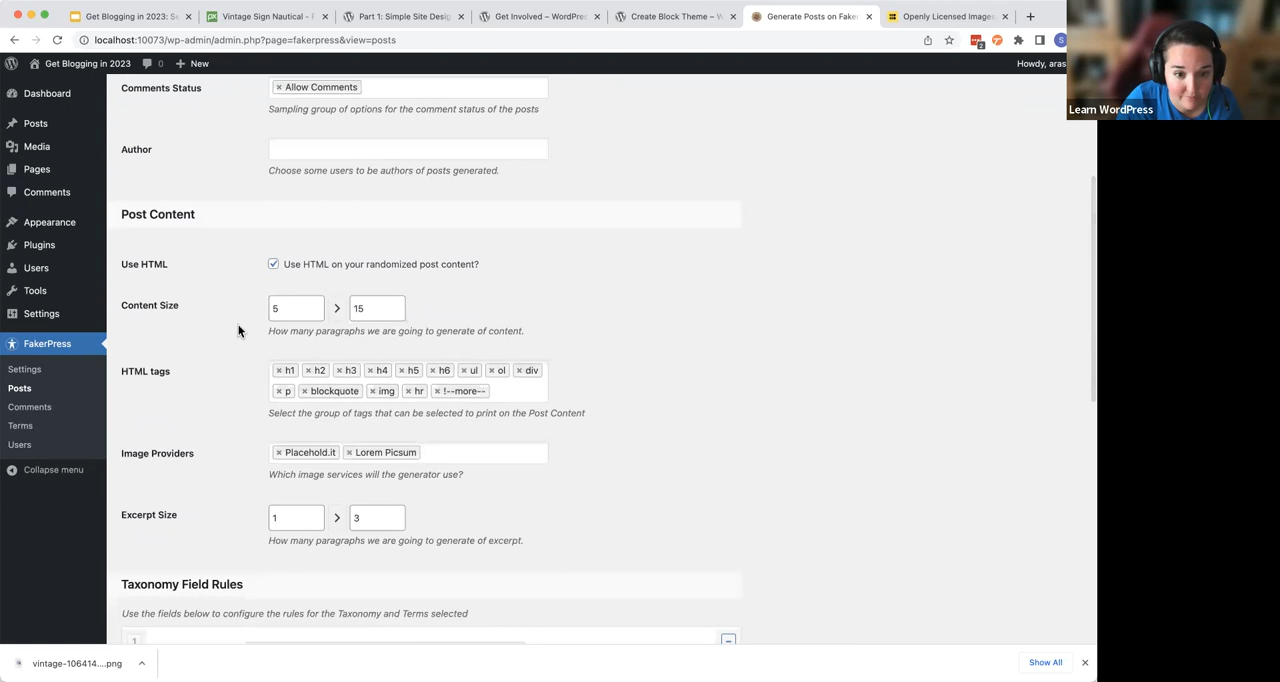 Get Blogging in 2023: Se
Vintage Sign Nautical - F
Part 1: Simple Site Desig
Get Involved – WordPres
Create Block Theme – W
Generate Posts on Faker
Openly Licensed Images
localhost:10073/wp-admin/admin.php?page=fakerpress&view=posts
2
S
Get Blogging in 2023
0
New
Howdy, aras
Learn WordPress
Dashboard
Posts
Media
Pages
Comments
Appearance
Plugins
Users
Tools
Settings
FakerPress
Settings
Posts
Comments
Terms
Users
Collapse menu
Comments Status
× Allow Comments
Sampling group of options for the comment status of the posts
Author
Choose some users to be authors of posts generated.
Post Content
Use HTML
Use HTML on your randomized post content?
Content Size
5 > 15
How many paragraphs we are going to generate of content.
HTML tags
× h1 × h2 × h3 × h4 × h5 × h6 × ul × ol × div
× p × blockquote × img × hr × !--more--
Select the group of tags that can be selected to print on the Post Content
Image Providers
× Placehold.it × Lorem Picsum
Which image services will the generator use?
Excerpt Size
1 > 3
How many paragraphs we are going to generate of excerpt.
Taxonomy Field Rules
Use the fields below to configure the rules for the Taxonomy and Terms selected
1
vintage-106414....png
Show All